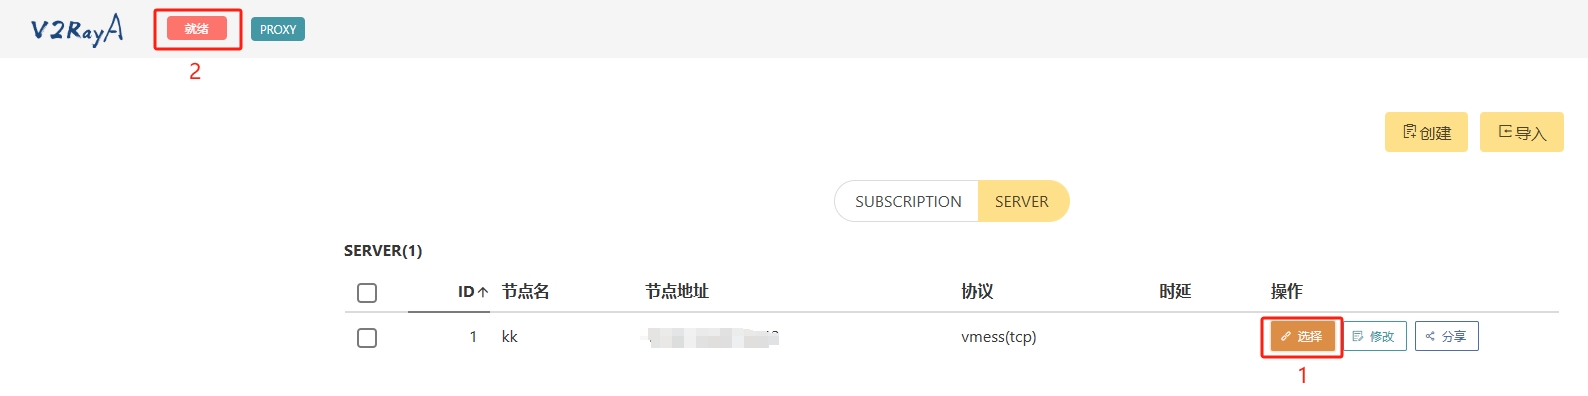 V2RayA 就绪 PROXY
2
创建 导入
SUBSCRIPTION SERVER
SERVER(1)
ID 节点名 节点地址 协议 时延 操作
1 kk vmess(tcp) 选择 修改 分享
1